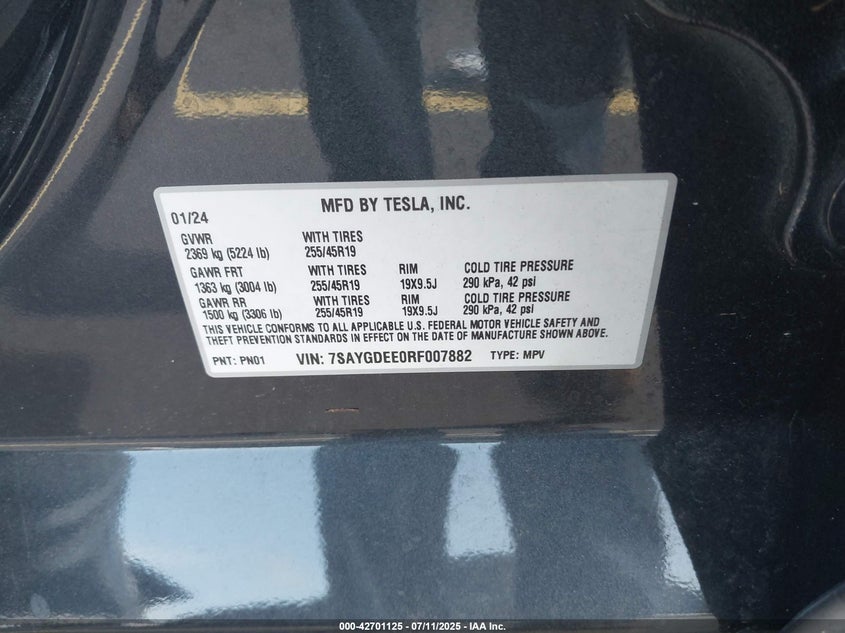 MFD BY TESLA, INC.
01/24
GVWR WITH TIRES
2369 kg (5224 lb) 255/45R19
GAWR FRT WITH TIRES RIM COLD TIRE PRESSURE
1363 kg (3004 lb) 255/45R19 19X9.5J 290 kPa, 42 psi
GAWR RR WITH TIRES RIM COLD TIRE PRESSURE
1500 kg (3306 lb) 255/45R19 19X9.5J 290 kPa, 42 psi
THIS VEHICLE CONFORMS TO ALL APPLICABLE U.S. FEDERAL MOTOR VEHICLE SAFETY AND
THEFT PREVENTION STANDARDS IN EFFECT ON THE DATE OF MANUFACTURE SHOWN ABOVE.
PNT: PN01 VIN: 7SAYGDEE0RF007882 TYPE: MPV
000-42701125 - 07/11/2025 - IAA Inc.